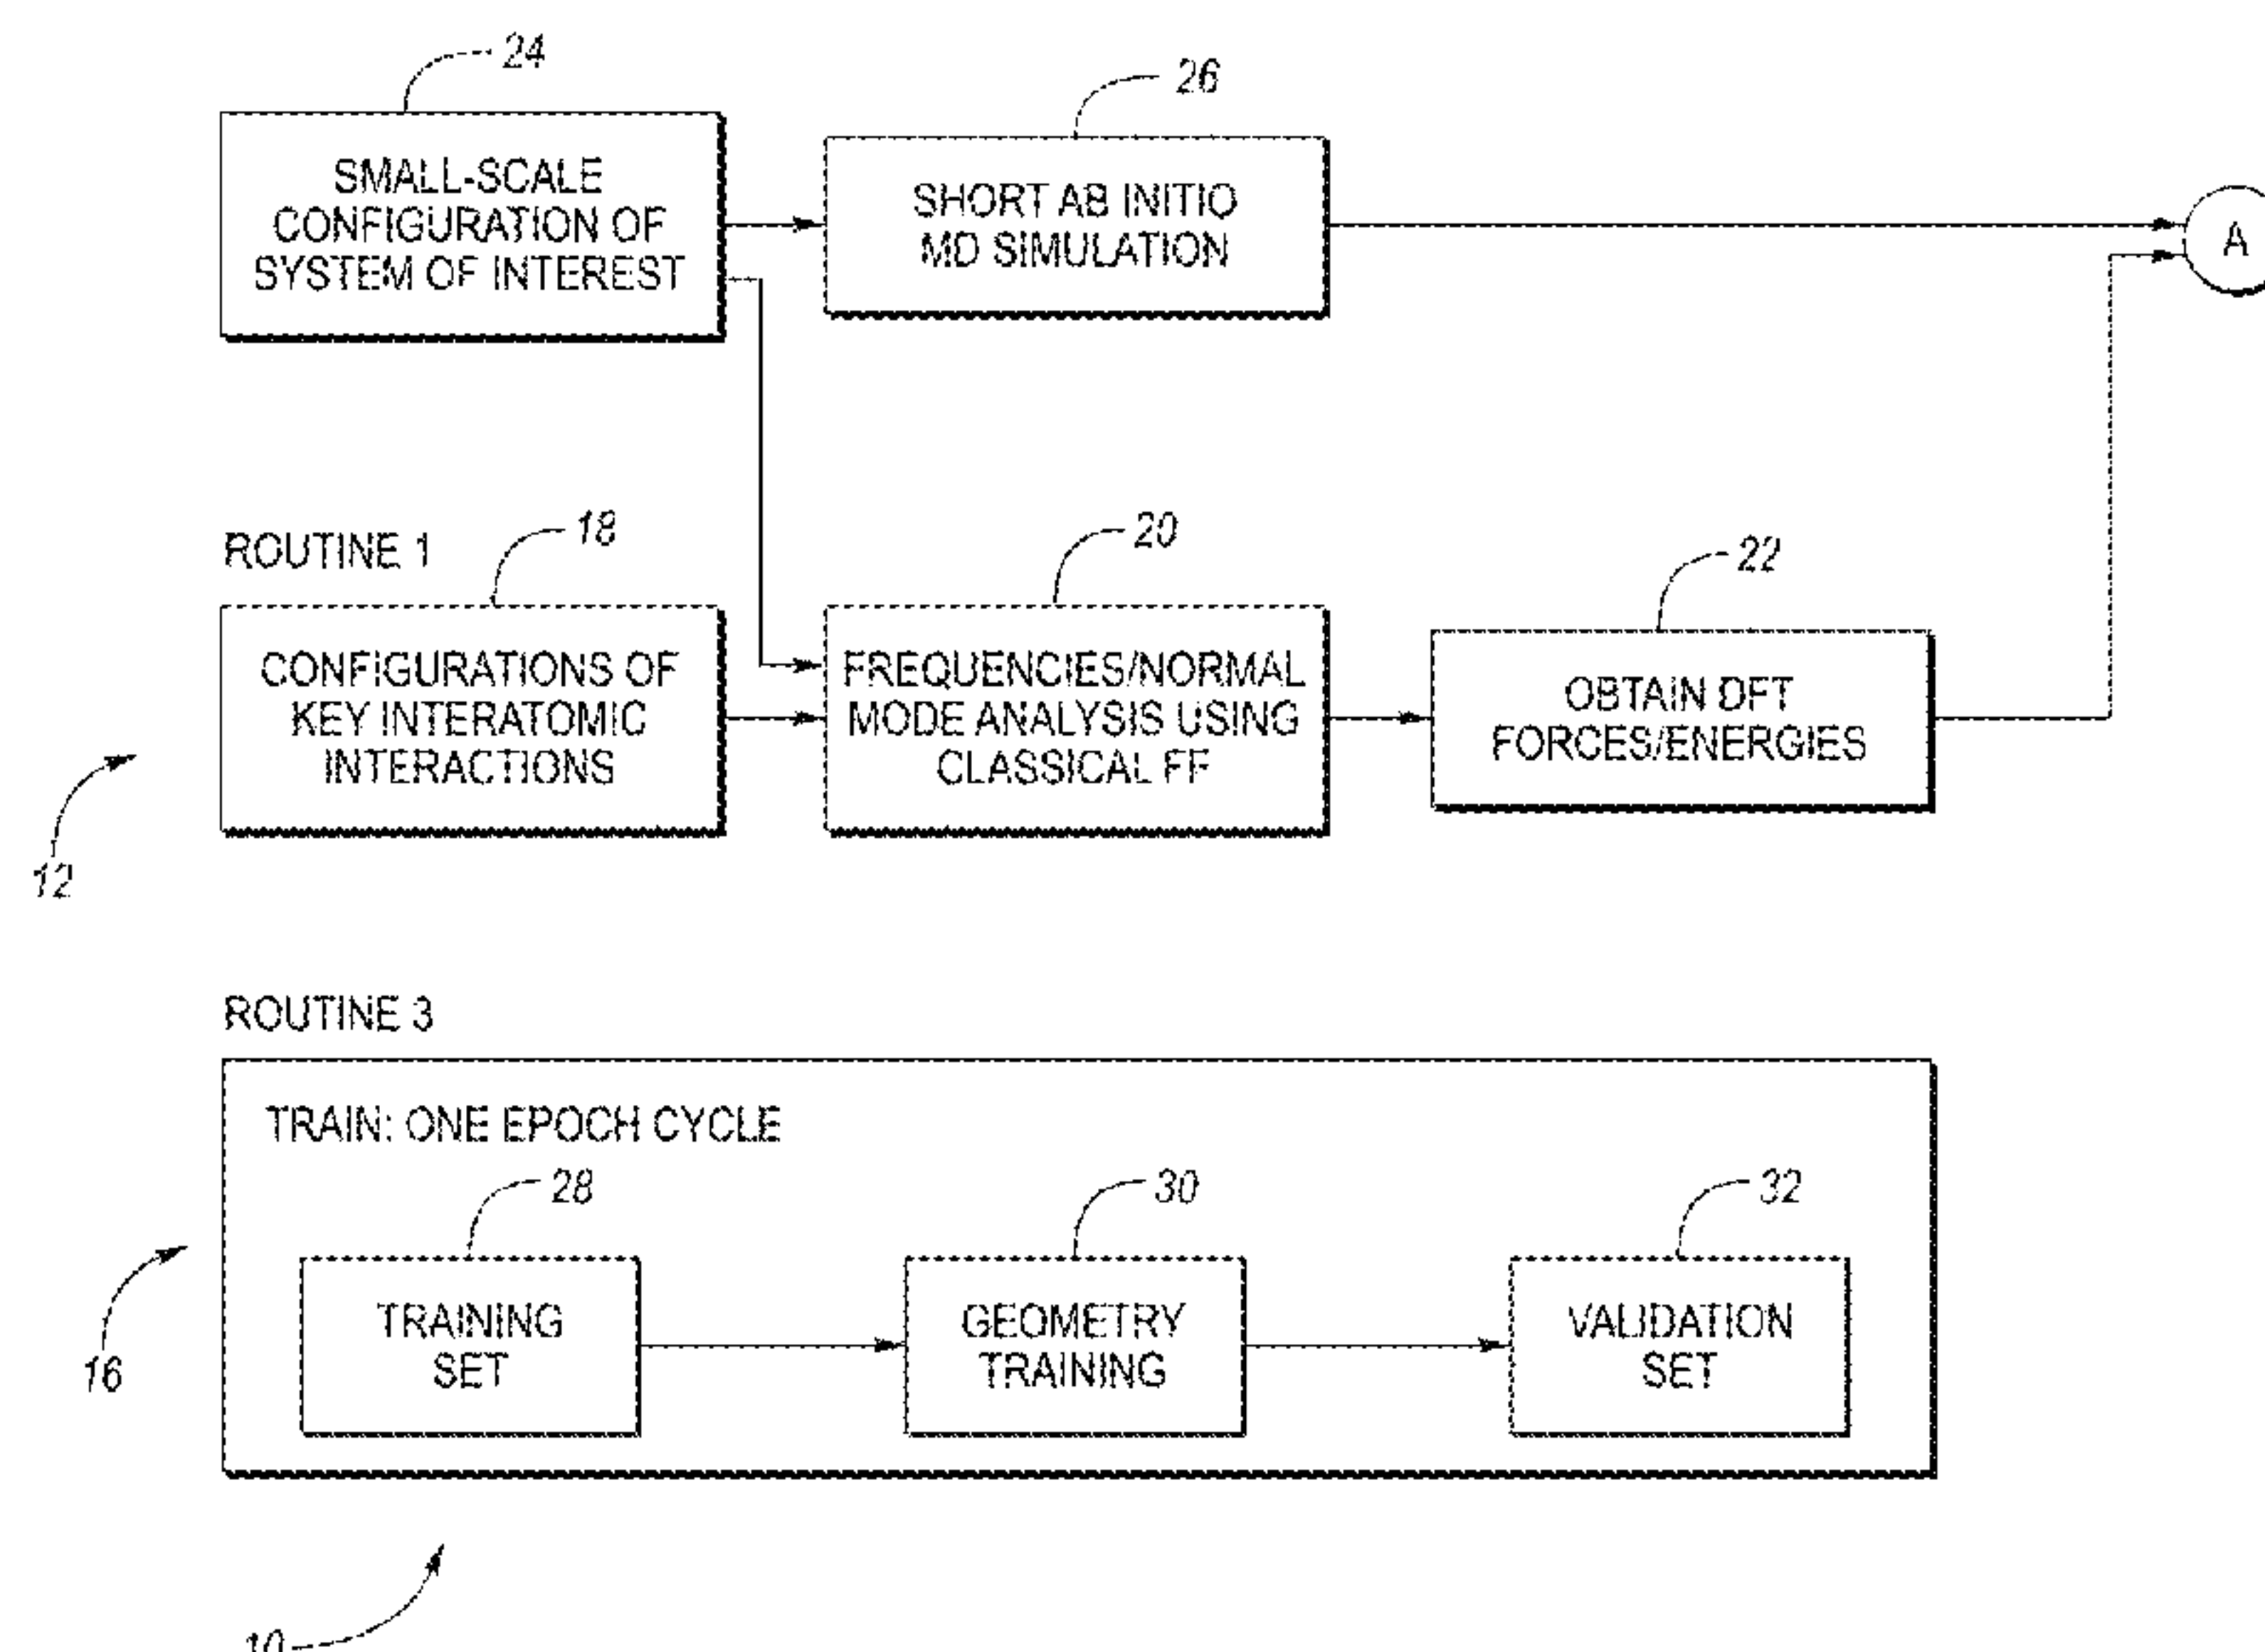 24
SMALL-SCALE
CONFIGURATION OF
SYSTEM OF INTEREST
26
SHORT AB INITIO
MD SIMULATION
A
ROUTINE 1
18
CONFIGURATIONS OF
KEY INTERATOMIC
INTERACTIONS
20
FREQUENCIES/NORMAL
MODE ANALYSIS USING
CLASSICAL FF
22
OBTAIN DFT
FORCES/ENERGIES
12
ROUTINE 3
TRAIN: ONE EPOCH CYCLE
28
TRAINING
SET
30
GEOMETRY
TRAINING
32
VALIDATION
SET
16
10